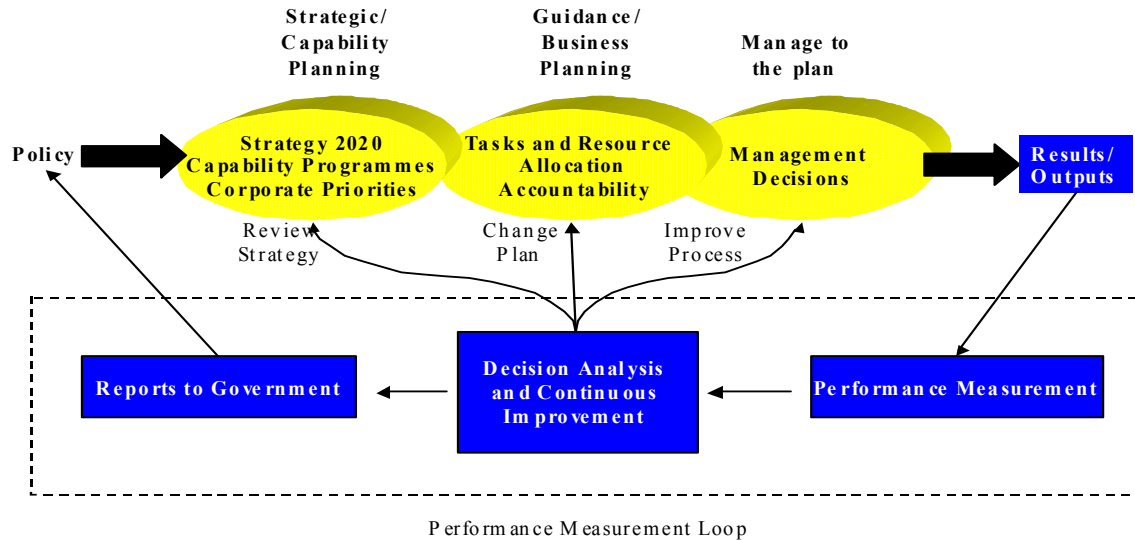 Strategic/
Capability
Planning
Guidance/
Business
Planning
Manage to
the plan
Policy
Strategy 2020
Capability Programmes
Corporate Priorities
Tasks and Resource
Allocation
Accountability
Management
Decisions
Results/
Outputs
Review
Strategy
Change
Plan
Improve
Process
Reports to Government
Decision Analysis
and Continuous
Improvement
Performance Measurement
Performance Measurement Loop